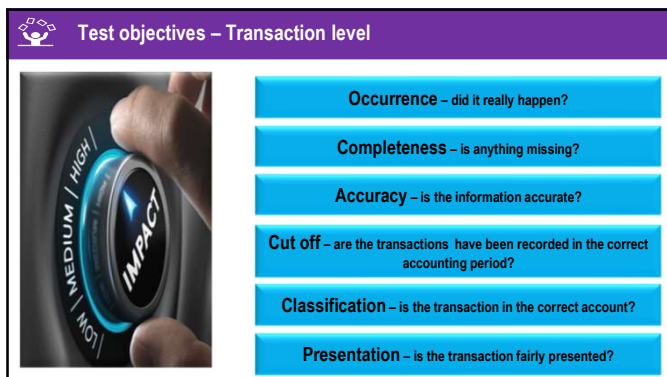 Test objectives – Transaction level
LOW | MEDIUM | HIGH |
IMPACT
Occurrence – did it really happen?
Completeness – is anything missing?
Accuracy – is the information accurate?
Cut off – are the transactions have been recorded in the correct
accounting period?
Classification – is the transaction in the correct account?
Presentation – is the transaction fairly presented?